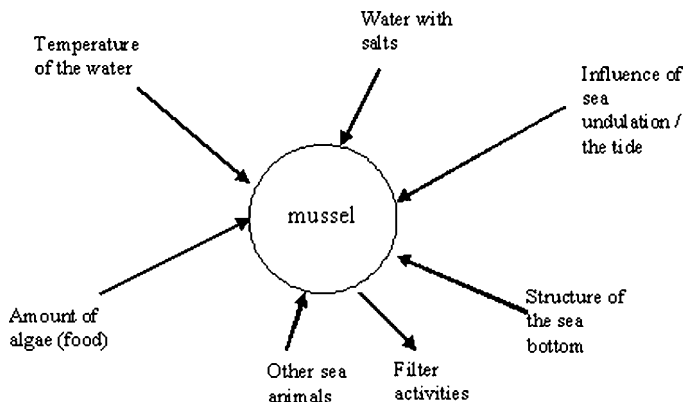 Water with
salts
Temperature
of the water
Influence of
sea
undulation /
the tide
mussel
Amount of
algae (food)
Other sea
animals
Filter
activities
Structure of
the sea
bottom